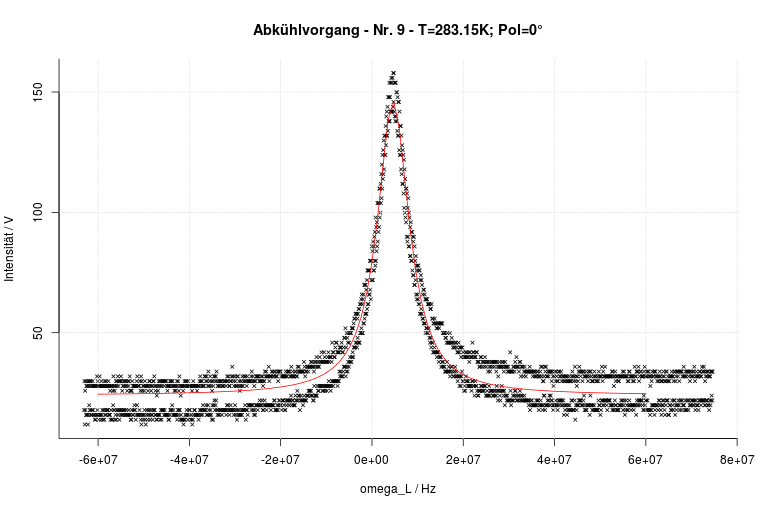 Abkühlvorgang - Nr. 9 - T=283.15K; Pol=0°
Intensität / V
150
100
50
-6e+07 -4e+07 -2e+07 0e+00 2e+07 4e+07 6e+07 8e+07
omega_L / Hz